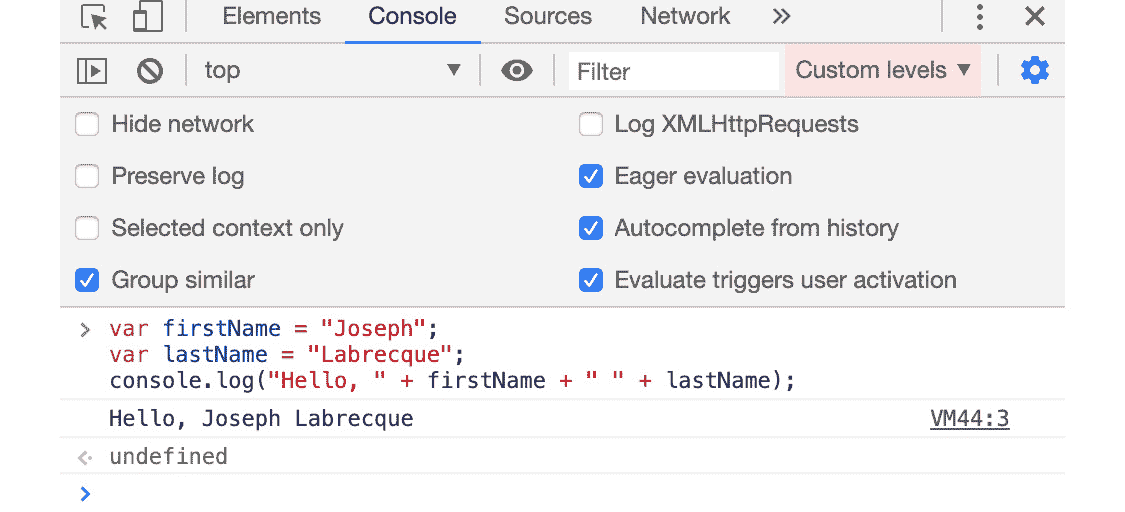 Elements Console Sources Network »
top Filter Custom levels
Hide network Log XMLHttpRequests
Preserve log Eager evaluation
Selected context only Autocomplete from history
Group similar Evaluate triggers user activation
> var firstName = "Joseph";
var lastName = "Labrecque";
console.log("Hello, " + firstName + " " + lastName);
Hello, Joseph Labrecque VM44:3
undefined
>